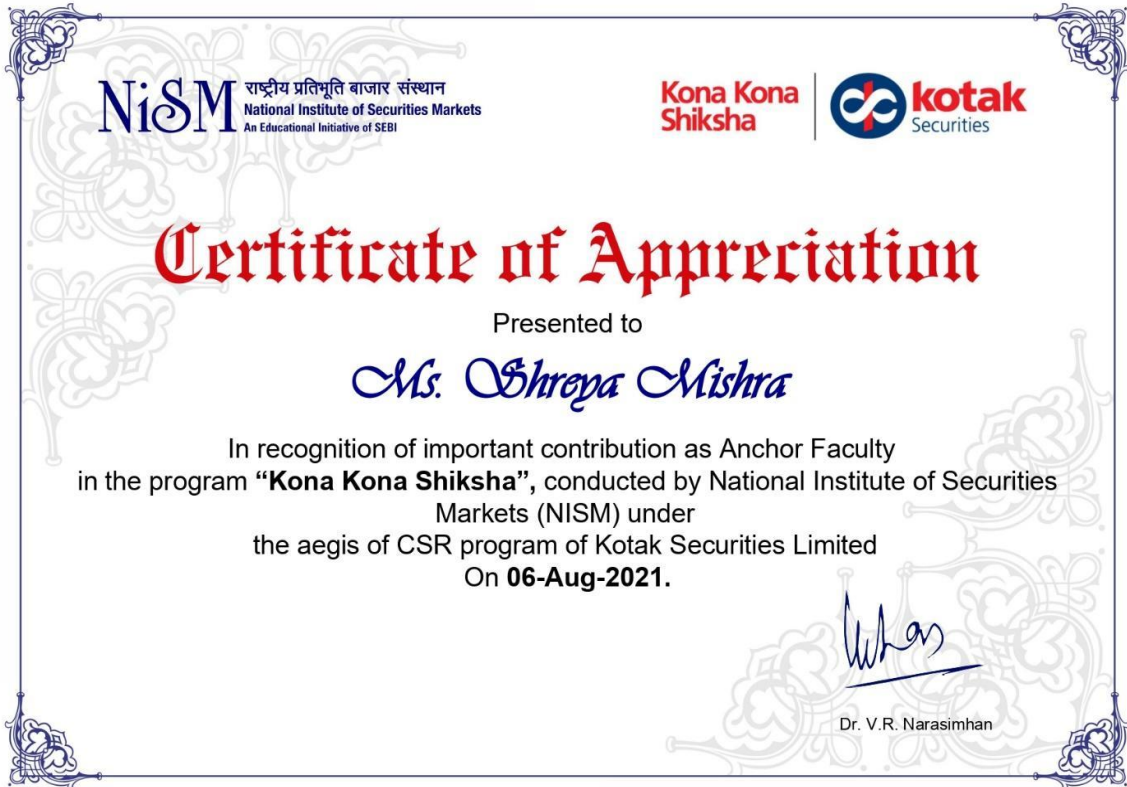 NiSM
राष्ट्रीय प्रतिभूति बाजार संस्थान
National Institute of Securities Markets
An Educational Initiative of SEBI
Kona Kona
Shiksha
kotak
Securities
Certificate of Appreciation
Presented to
Ms. Shreya Mishra
In recognition of important contribution as Anchor Faculty
in the program “Kona Kona Shiksha”, conducted by National Institute of Securities
Markets (NISM) under
the aegis of CSR program of Kotak Securities Limited
On 06-Aug-2021.
Dr. V.R. Narasimhan